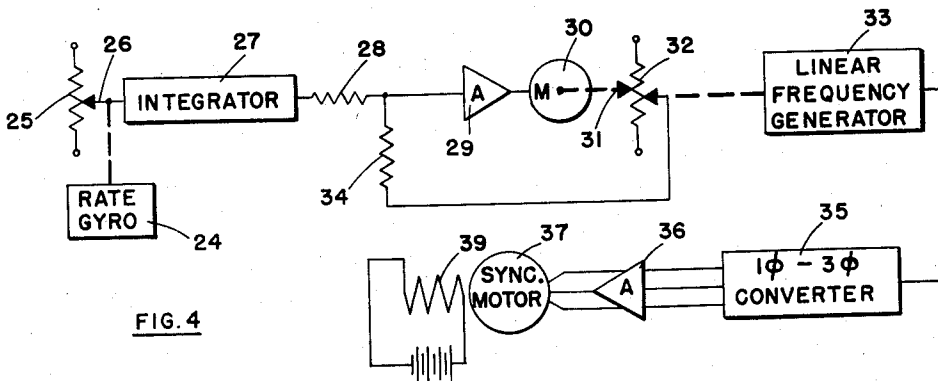 25
26
27
INTEGRATOR
28
A
29
30
M
31
32
33
LINEAR
FREQUENCY
GENERATOR
34
RATE
GYRO
24
35
1ϕ - 3ϕ
CONVERTER
36
A
37
SYNC.
MOTOR
39
FIG. 4